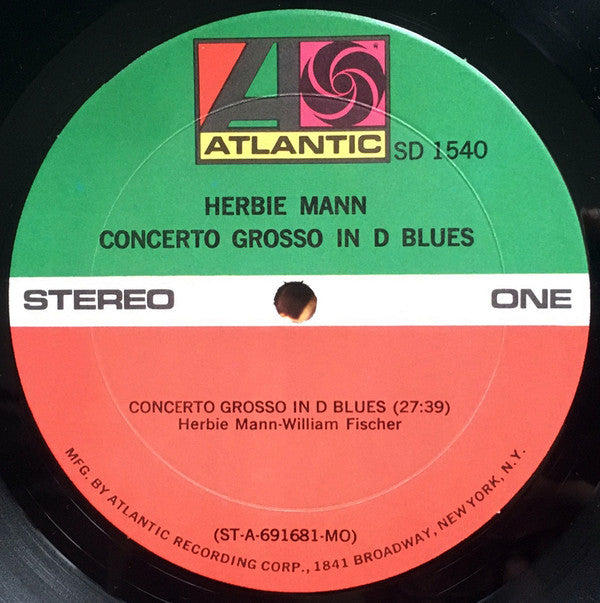 ATLANTIC
SD 1540
HERBIE MANN
CONCERTO GROSSO IN D BLUES
STEREO
ONE
CONCERTO GROSSO IN D BLUES (27:39)
Herbie Mann-William Fischer
(ST-A-691681-MO)
MFG. BY ATLANTIC RECORDING CORP., 1841 BROADWAY, NEW YORK, N.Y.